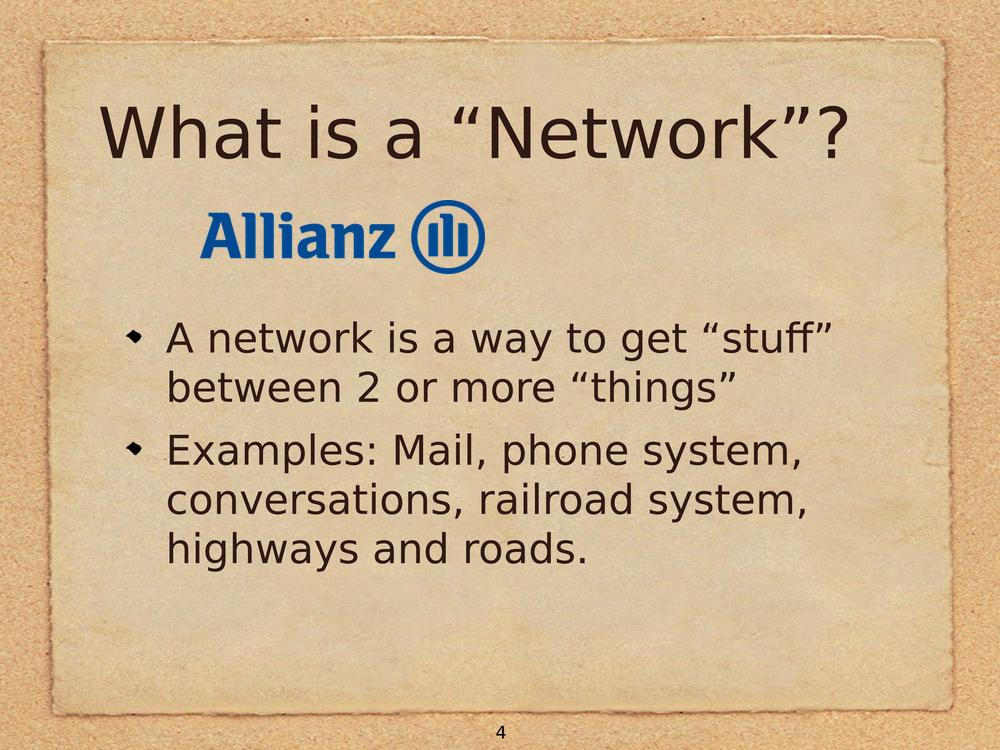 What is a “Network”?
Allianz
A network is a way to get “stuff”
between 2 or more “things”
Examples: Mail, phone system,
conversations, railroad system,
highways and roads.
4